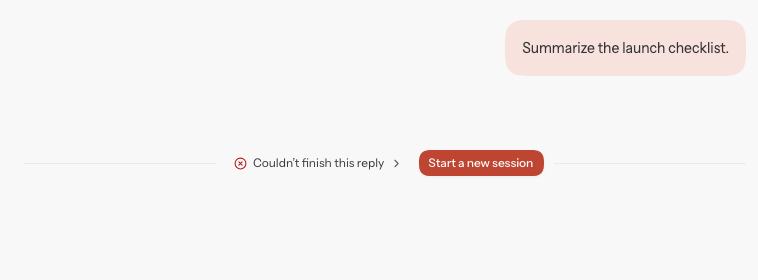 Summarize the launch checklist.
Couldn't finish this reply
Start a new session